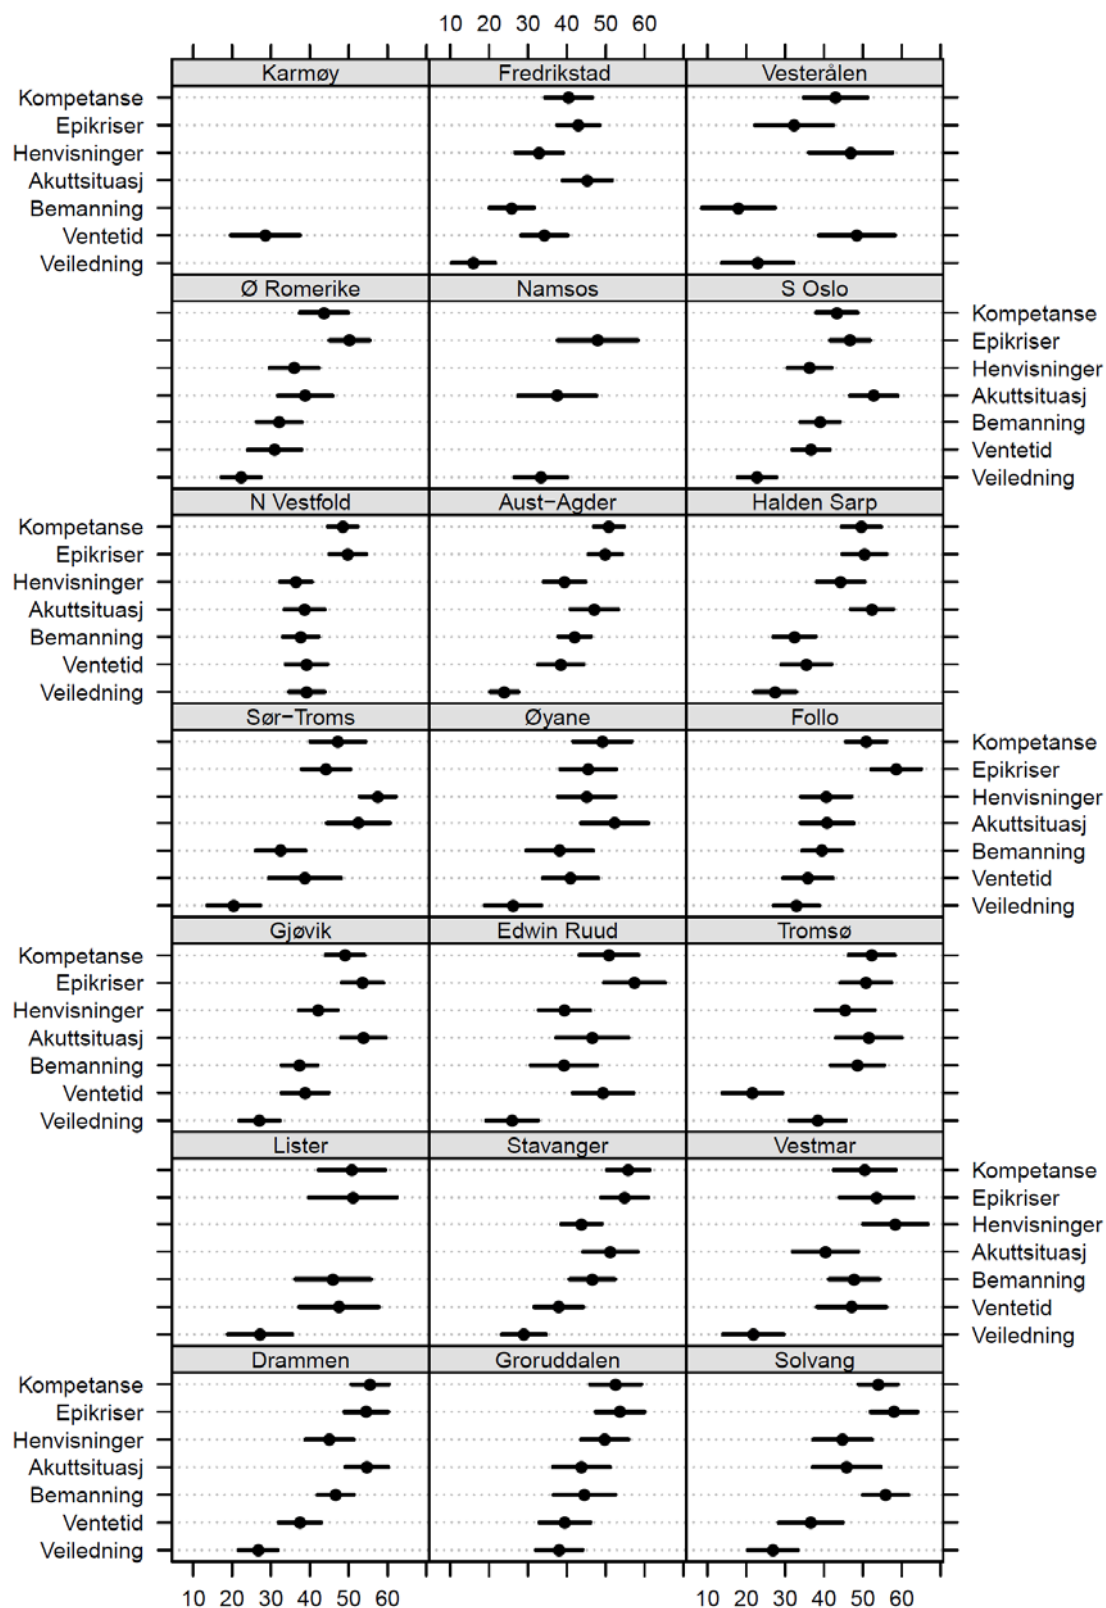 10 20 30 40 50 60
Karmøy Fredrikstad Vesterålen
Kompetanse
Epikriser
Henvisninger
Akuttsituasj
Bemanning
Ventetid
Veiledning
Ø Romerike Namsos S Oslo
Kompetanse
Epikriser
Henvisninger
Akuttsituasj
Bemanning
Ventetid
Veiledning
N Vestfold Aust−Agder Halden Sarp
Kompetanse
Epikriser
Henvisninger
Akuttsituasj
Bemanning
Ventetid
Veiledning
Sør−Troms Øyane Follo
Kompetanse
Epikriser
Henvisninger
Akuttsituasj
Bemanning
Ventetid
Veiledning
Gjøvik Edwin Ruud Tromsø
Kompetanse
Epikriser
Henvisninger
Akuttsituasj
Bemanning
Ventetid
Veiledning
Lister Stavanger Vestmar
Kompetanse
Epikriser
Henvisninger
Akuttsituasj
Bemanning
Ventetid
Veiledning
Drammen Groruddalen Solvang
Kompetanse
Epikriser
Henvisninger
Akuttsituasj
Bemanning
Ventetid
Veiledning
10 20 30 40 50 60 10 20 30 40 50 60